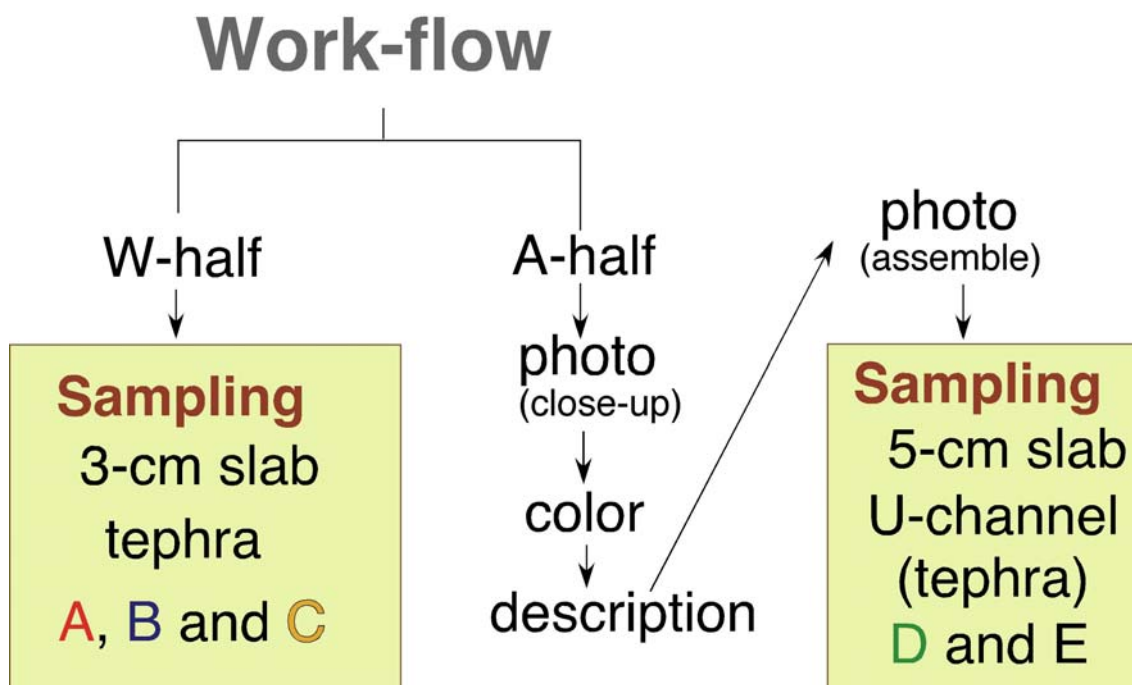 Work-flow
W-half
Sampling
3-cm slab
tephra
A, B and C
A-half
photo
(close-up)
color
description
photo
(assemble)
Sampling
5-cm slab
U-channel
(tephra)
D and E